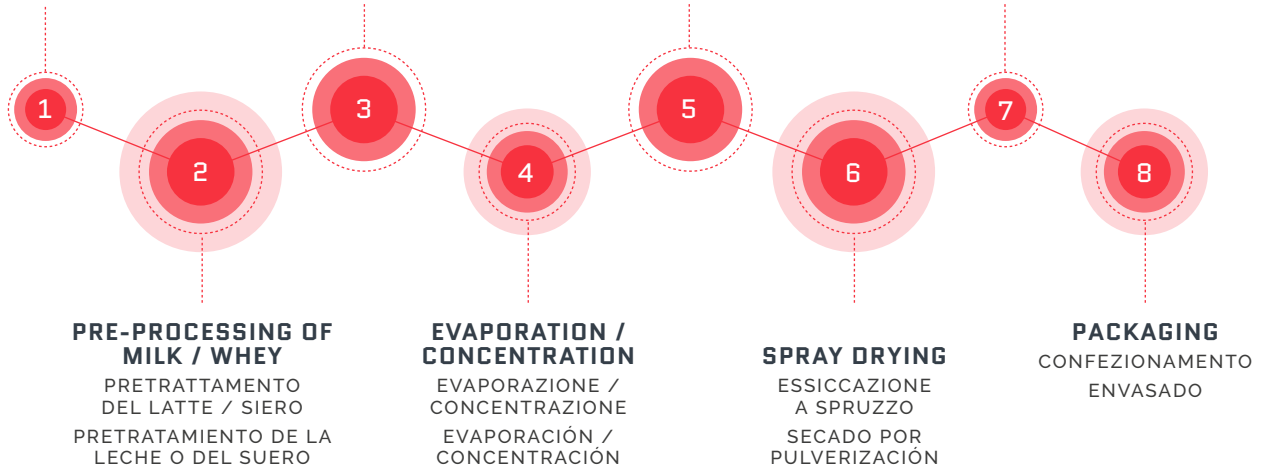 1
2
3
4
5
6
7
8
PRE-PROCESSING OF
MILK / WHEY
PRETRATTAMENTO
DEL LATTE / SIERO
PRETRATAMIENTO DE LA
LECHE O DEL SUERO
EVAPORATION /
CONCENTRATION
EVAPORAZIONE /
CONCENTRAZIONE
EVAPORACIÓN /
CONCENTRACIÓN
SPRAY DRYING
ESSICCAZIONE
A SPRUZZO
SECADO POR
PULVERIZACIÓN
PACKAGING
CONFEZIONAMENTO
ENVASADO